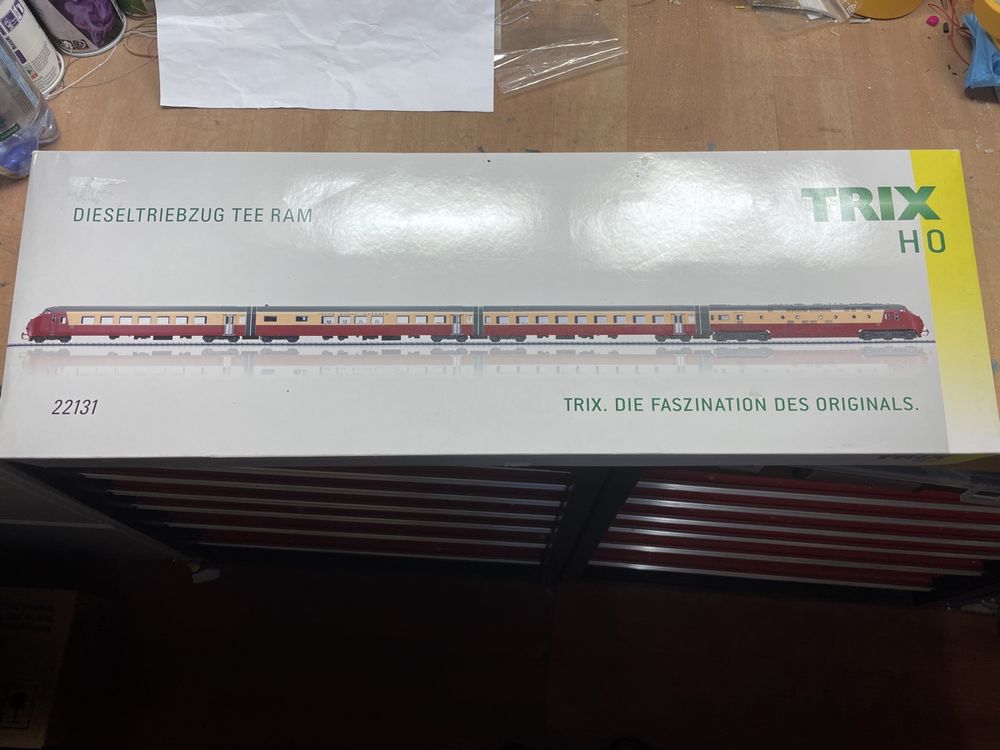 DIESELTRIEBZUG TEE RAM
TRIX
H0
22131
TRIX. DIE FASZINATION DES ORIGINALS.